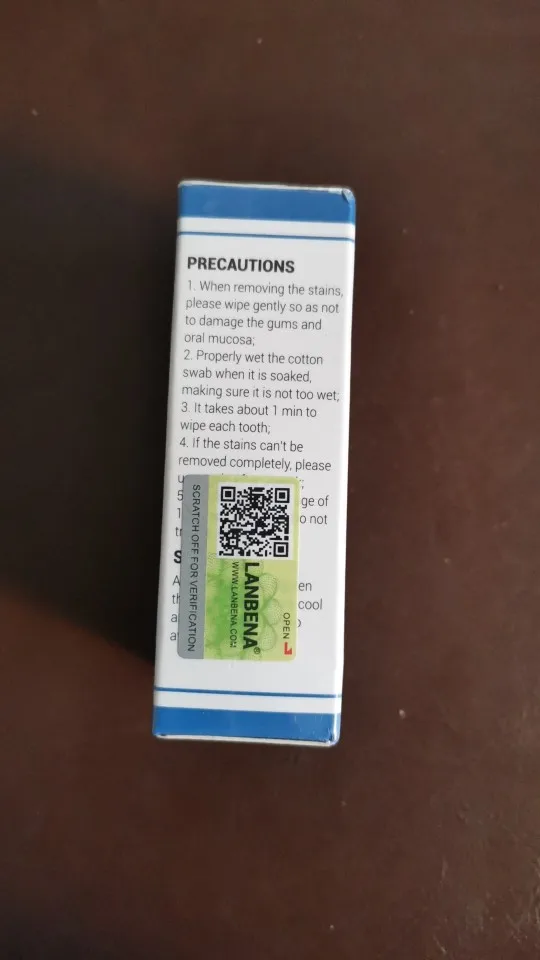 PRECAUTIONS
1. When removing the stains,
please wipe gently so as not
to damage the gums and
oral mucosa;
2. Properly wet the cotton
swab when it is soaked,
making sure it is not too wet;
3. It takes about 1 min to
wipe each tooth;
4. If the stains can't be
removed completely, please
5
ge of
1
o not
S
A
en
th
cool
SCRATCH OFF FOR VERIFICATION
WWW.LANBENA.COM
LANBENA®
OPEN